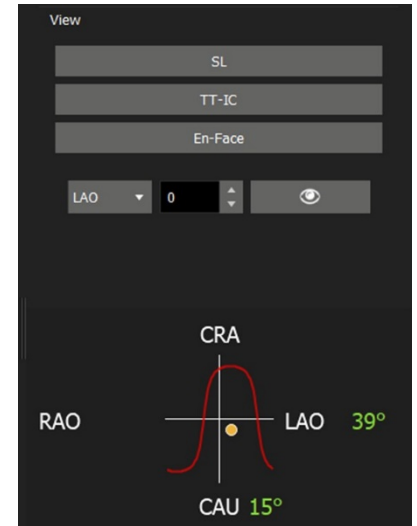 View
SL
TT-IC
En-Face
LAO 0
CRA
RAO LAO 39°
CAU 15°